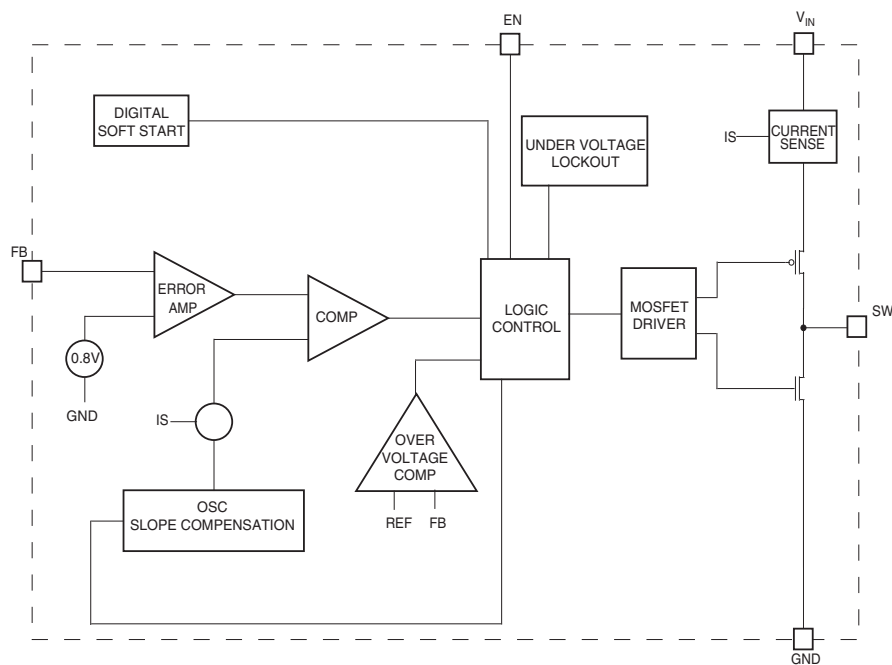 EN
VIN
DIGITAL
SOFT START
UNDER VOLTAGE
LOCKOUT
IS
CURRENT
SENSE
FB
ERROR
AMP
COMP
LOGIC
CONTROL
MOSFET
DRIVER
SW
0.8V
GND
IS
OVER
VOLTAGE
COMP
OSC
SLOPE COMPENSATION
REF
FB
GND